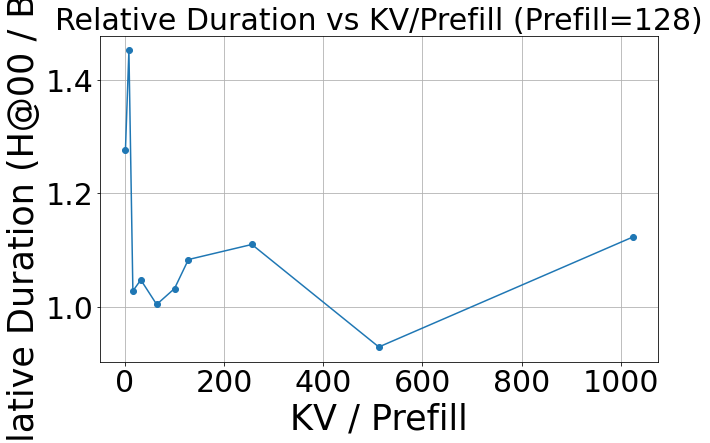 Relative Duration vs KV/Prefill (Prefill=128)
lative Duration (H@00 / B
1.4
1.2
1.0
0 200 400 600 800 1000
KV / Prefill